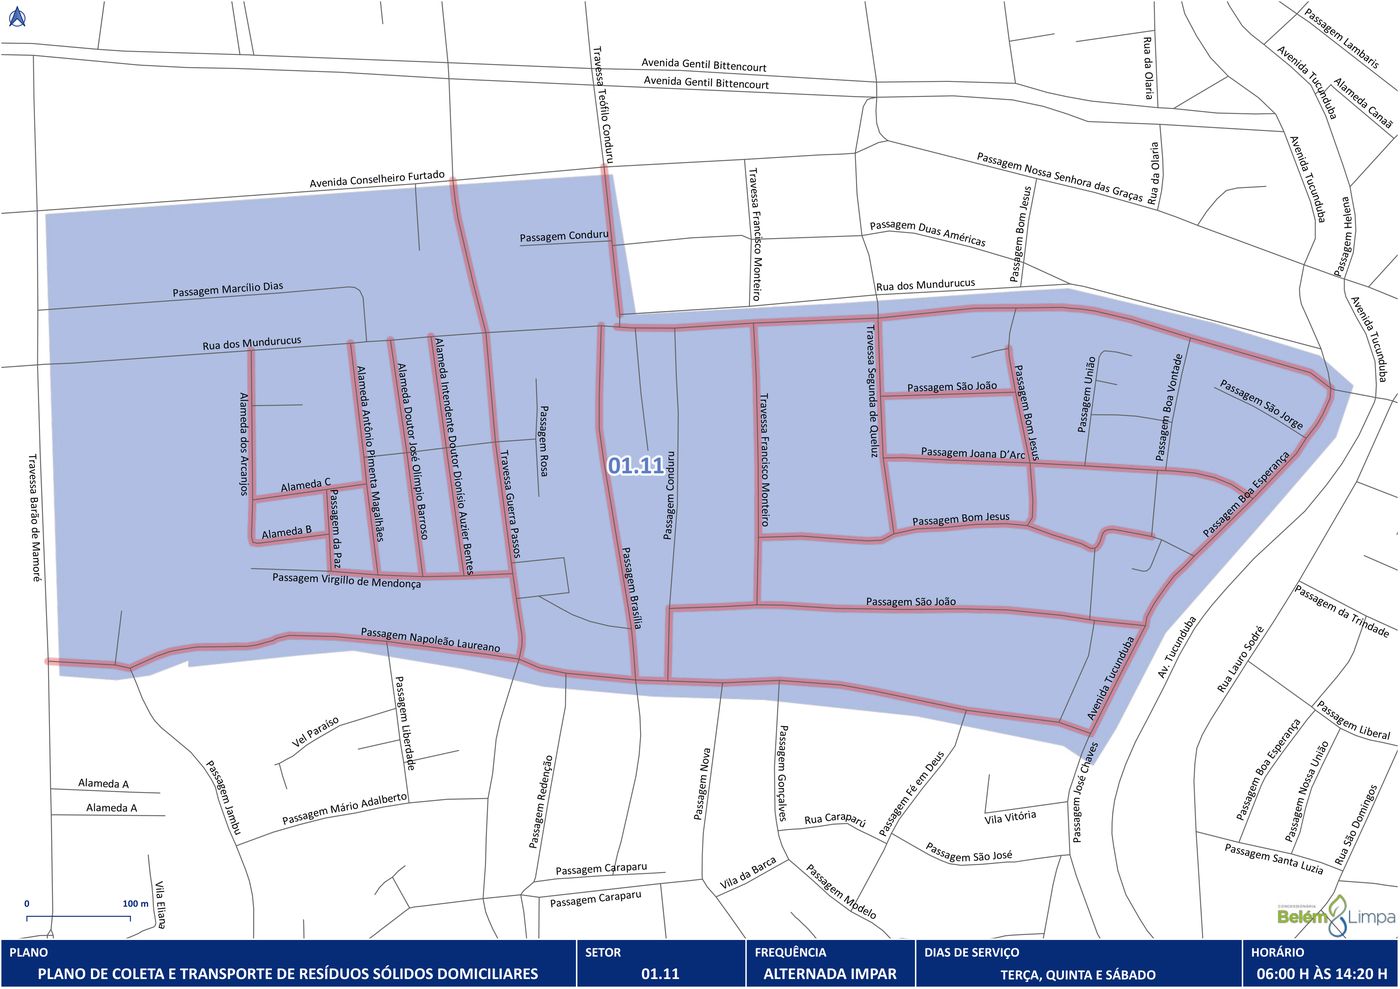 Avenida Gentil Bittencourt
Avenida Gentil Bittencourt
Travessa Teófilo Conduru
Rua da Olaria
Passagem Lambaris
Avenida Tucunduba
Alameda Canaã
Avenida Tucunduba
Rua da Olaria
Passagem Nossa Senhora das Graças
Passagem Helena
Avenida Conselheiro Furtado
Travessa Francisco Monteiro
Passagem Bom Jesus
Passagem Conduru
Passagem Duas Américas
Passagem Marcílio Dias
Rua dos Mundurucus
Avenida Tucunduba
Rua dos Mundurucus
Alameda dos Arcanjos
Alameda Antônio Pimenta Magalhães
Alameda Doutor José Olímpio Barroso
Alameda Intendente Doutor Dionísio Auzier Bentes
Travessa Guerra Passos
Passagem Rosa
01.11
Passagem Conduru
Travessa Francisco Monteiro
Travessa Segunda de Queluz
Passagem São João
Passagem Bom Jesus
Passagem União
Passagem Boa Vontade
Passagem São Jorge
Passagem Joana D'Arc
Passagem Boa Esperança
Travessa Barão de Mamoré
Alameda C
Alameda B
Passagem da Paz
Passagem Virgillo de Mendonça
Passagem Brasília
Passagem Bom Jesus
Passagem São João
Passagem Napoleão Laureano
Avenida Tucunduba
Av. Tucunduba
Rua Lauro Sodré
Passagem da Trindade
Passagem Liberal
Passagem Boa Esperança
Passagem Nossa União
Rua São Domingos
Passagem Santa Luzia
Vel Paraiso
Passagem Liberdade
Passagem Jambu
Passagem Mário Adalberto
Passagem Redenção
Passagem Nova
Passagem Gonçalves
Passagem Fé em Deus
Passagem José Chaves
Rua Caraparú
Vila Vitória
Passagem São José
Alameda A
Alameda A
Vila Eliana
Passagem Caraparu
Passagem Caraparu
Vila da Barca
Passagem Modelo
0 100 m
CONCESSIONÁRIA
Belém Limpa
PLANO
PLANO DE COLETA E TRANSPORTE DE RESÍDUOS SÓLIDOS DOMICILIARES
SETOR
01.11
FREQUÊNCIA
ALTERNADA IMPAR
DIAS DE SERVIÇO
TERÇA, QUINTA E SÁBADO
HORÁRIO
06:00 H ÀS 14:20 H